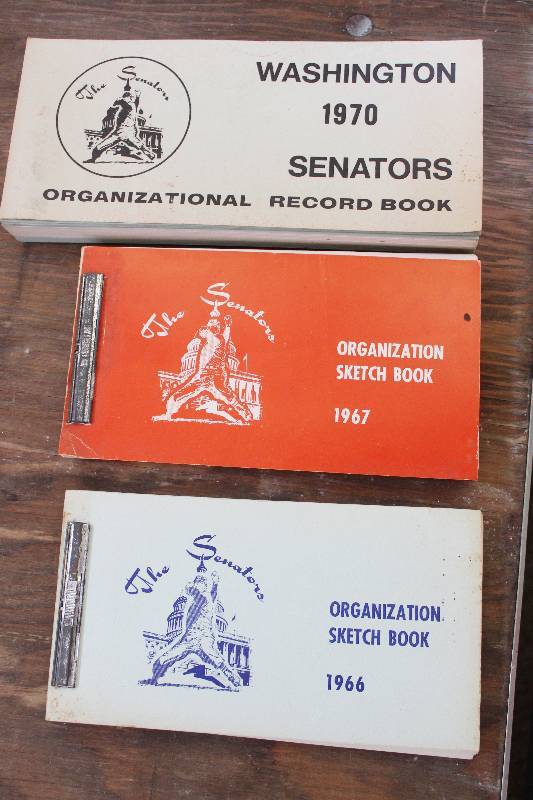 The Senators
WASHINGTON
1970
SENATORS
ORGANIZATIONAL RECORD BOOK
The Senators
ORGANIZATION
SKETCH BOOK
1967
The Senators
ORGANIZATION
SKETCH BOOK
1966